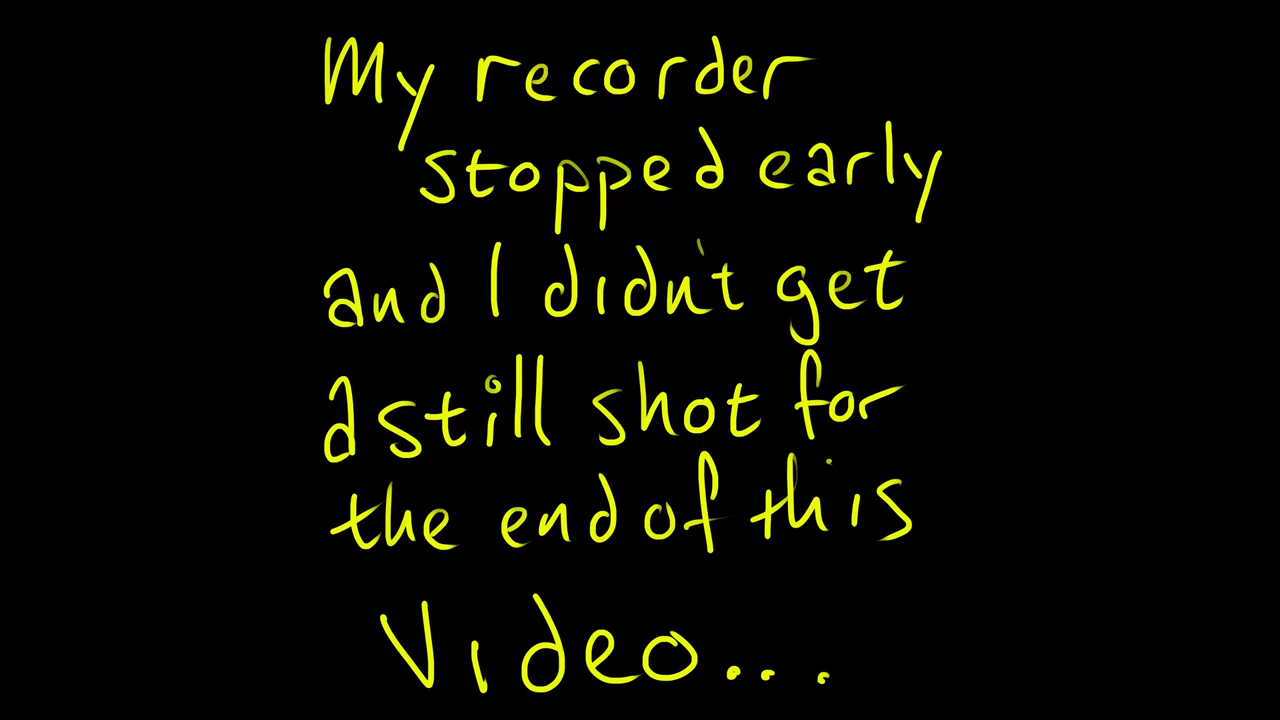 My recorder
stopped early
and I didn't get
a still shot for
the end of this
Video...